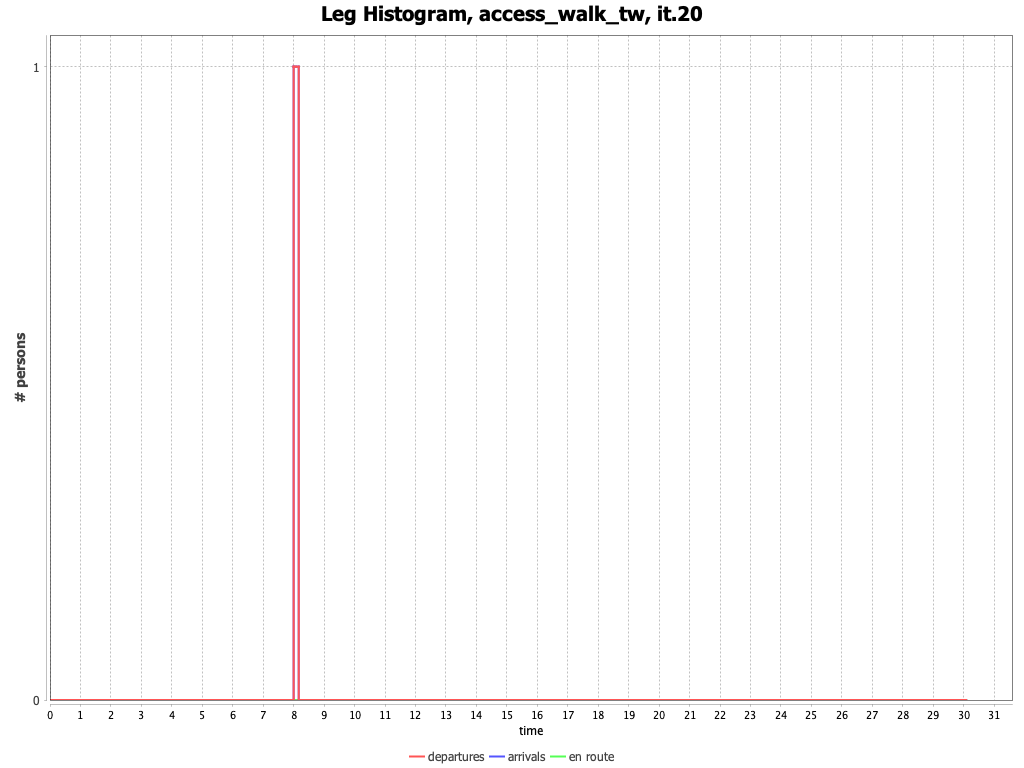 Leg Histogram, access_walk_tw, it.20
# persons
1
0
0 1 2 3 4 5 6 7 8 9 10 11 12 13 14 15 16 17 18 19 20 21 22 23 24 25 26 27 28 29 30 31
time
departures arrivals en route